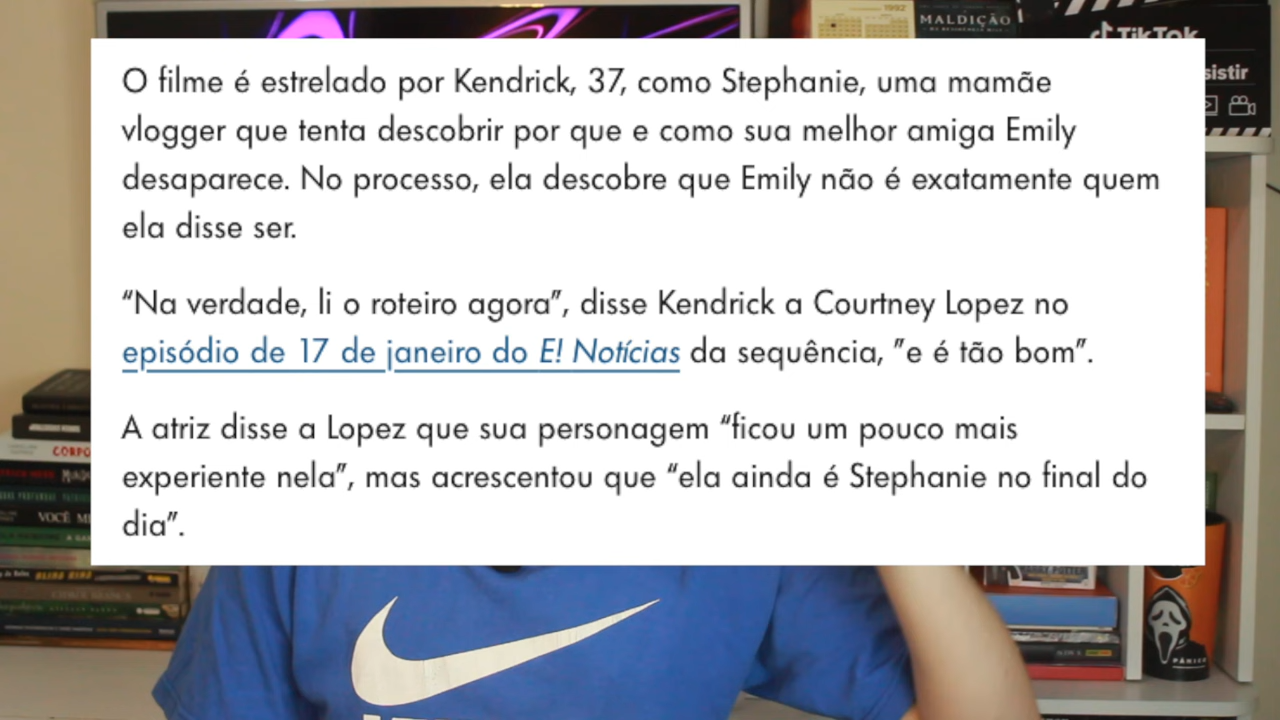 1992
MALDIÇÃO
TikTok
sistir
O filme é estrelado por Kendrick, 37, como Stephanie, uma mamãe
vlogger que tenta descobrir por que e como sua melhor amiga Emily
desaparece. No processo, ela descobre que Emily não é exatamente quem
ela disse ser.
“Na verdade, li o roteiro agora”, disse Kendrick a Courtney Lopez no
episódio de 17 de janeiro do E! Notícias da sequência, ”e é tão bom”.
A atriz disse a Lopez que sua personagem “ficou um pouco mais
experiente nela”, mas acrescentou que “ela ainda é Stephanie no final do
dia”.
CORPO
VOCÊ
PÂNICO